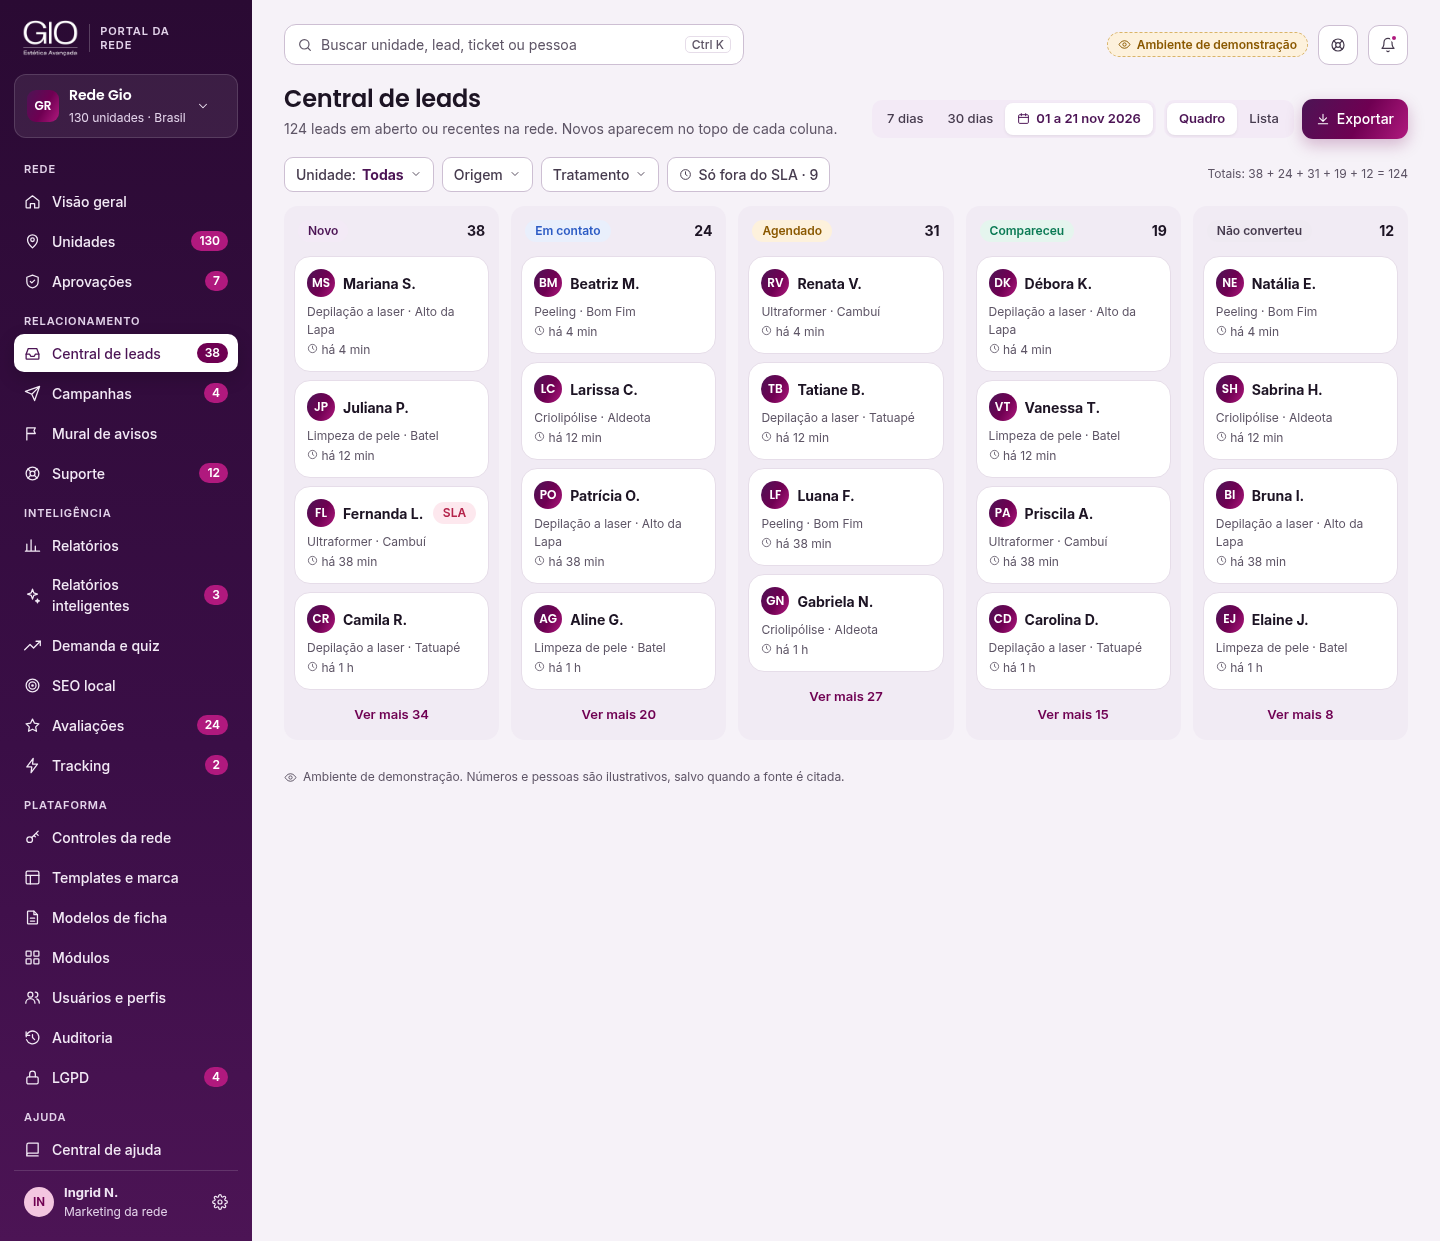 GIO
Estética Avançada
PORTAL DA
REDE
GR
Rede Gio
130 unidades · Brasil
REDE
Visão geral
Unidades 130
Aprovações 7
RELACIONAMENTO
Central de leads 38
Campanhas 4
Mural de avisos
Suporte 12
INTELIGÊNCIA
Relatórios
Relatórios
inteligentes 3
Demanda e quiz
SEO local
Avaliações 24
Tracking 2
PLATAFORMA
Controles da rede
Templates e marca
Modelos de ficha
Módulos
Usuários e perfis
Auditoria
LGPD 4
AJUDA
Central de ajuda
IN
Ingrid N.
Marketing da rede
Buscar unidade, lead, ticket ou pessoa Ctrl K
Ambiente de demonstração
Central de leads
124 leads em aberto ou recentes na rede. Novos aparecem no topo de cada coluna.
7 dias 30 dias 01 a 21 nov 2026 Quadro Lista Exportar
Unidade: Todas Origem Tratamento Só fora do SLA · 9
Totais: 38 + 24 + 31 + 19 + 12 = 124
Novo 38
MS Mariana S.
Depilação a laser · Alto da
Lapa
há 4 min
JP Juliana P.
Limpeza de pele · Batel
há 12 min
FL Fernanda L. SLA
Ultraformer · Cambuí
há 38 min
CR Camila R.
Depilação a laser · Tatuapé
há 1 h
Ver mais 34
Em contato 24
BM Beatriz M.
Peeling · Bom Fim
há 4 min
LC Larissa C.
Criolipólise · Aldeota
há 12 min
PO Patrícia O.
Depilação a laser · Alto da
Lapa
há 38 min
AG Aline G.
Limpeza de pele · Batel
há 1 h
Ver mais 20
Agendado 31
RV Renata V.
Ultraformer · Cambuí
há 4 min
TB Tatiane B.
Depilação a laser · Tatuapé
há 12 min
LF Luana F.
Peeling · Bom Fim
há 38 min
GN Gabriela N.
Criolipólise · Aldeota
há 1 h
Ver mais 27
Compareceu 19
DK Débora K.
Depilação a laser · Alto da
Lapa
há 4 min
VT Vanessa T.
Limpeza de pele · Batel
há 12 min
PA Priscila A.
Ultraformer · Cambuí
há 38 min
CD Carolina D.
Depilação a laser · Tatuapé
há 1 h
Ver mais 15
Não converteu 12
NE Natália E.
Peeling · Bom Fim
há 4 min
SH Sabrina H.
Criolipólise · Aldeota
há 12 min
BI Bruna I.
Depilação a laser · Alto da
Lapa
há 38 min
EJ Elaine J.
Limpeza de pele · Batel
há 1 h
Ver mais 8
Ambiente de demonstração. Números e pessoas são ilustrativos, salvo quando a fonte é citada.